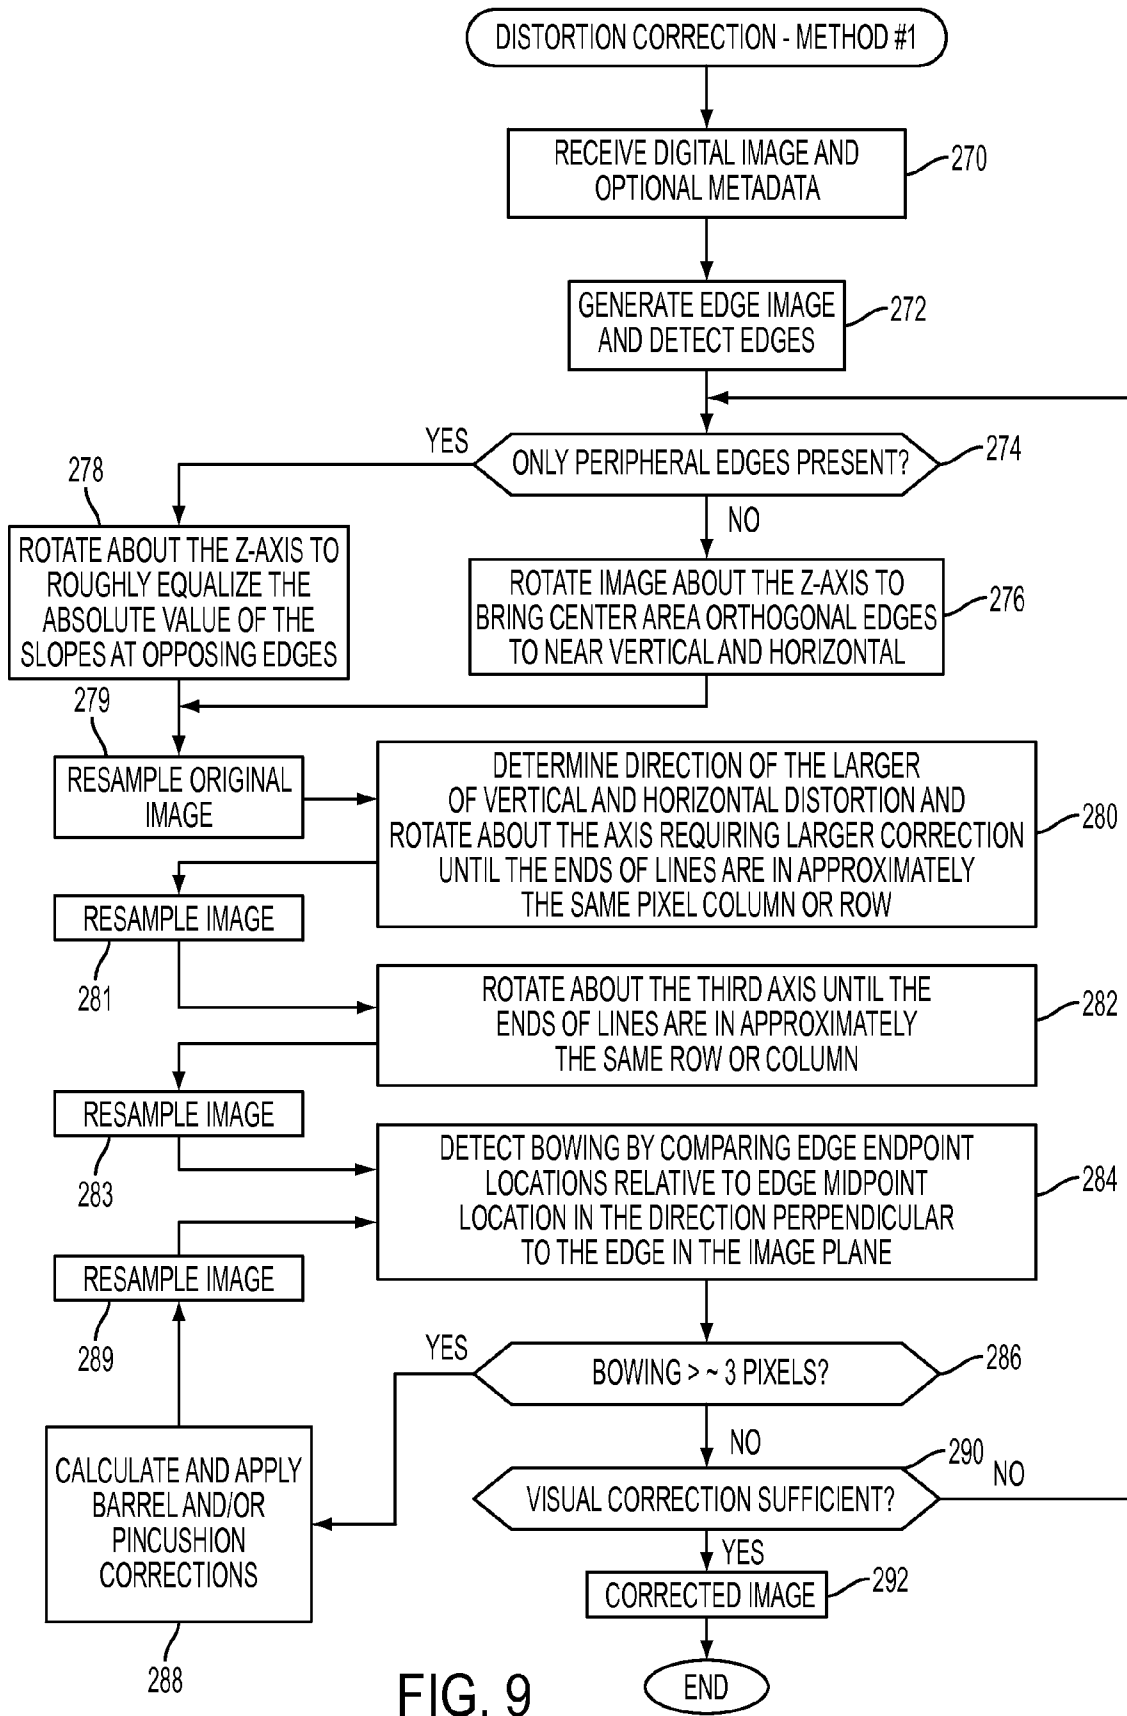 DISTORTION CORRECTION - METHOD #1
RECEIVE DIGITAL IMAGE AND
OPTIONAL METADATA
270
GENERATE EDGE IMAGE
AND DETECT EDGES
272
ONLY PERIPHERAL EDGES PRESENT?
274
YES
NO
278
ROTATE ABOUT THE Z-AXIS TO
ROUGHLY EQUALIZE THE
ABSOLUTE VALUE OF THE
SLOPES AT OPPOSING EDGES
ROTATE IMAGE ABOUT THE Z-AXIS TO
BRING CENTER AREA ORTHOGONAL EDGES
TO NEAR VERTICAL AND HORIZONTAL
276
279
RESAMPLE ORIGINAL
IMAGE
DETERMINE DIRECTION OF THE LARGER
OF VERTICAL AND HORIZONTAL DISTORTION AND
ROTATE ABOUT THE AXIS REQUIRING LARGER CORRECTION
UNTIL THE ENDS OF LINES ARE IN APPROXIMATELY
THE SAME PIXEL COLUMN OR ROW
280
RESAMPLE IMAGE
281
ROTATE ABOUT THE THIRD AXIS UNTIL THE
ENDS OF LINES ARE IN APPROXIMATELY
THE SAME ROW OR COLUMN
282
RESAMPLE IMAGE
283
DETECT BOWING BY COMPARING EDGE ENDPOINT
LOCATIONS RELATIVE TO EDGE MIDPOINT
LOCATION IN THE DIRECTION PERPENDICULAR
TO THE EDGE IN THE IMAGE PLANE
284
RESAMPLE IMAGE
289
YES
BOWING > ~ 3 PIXELS?
286
NO
CALCULATE AND APPLY
BARREL AND/OR
PINCUSHION
CORRECTIONS
288
VISUAL CORRECTION SUFFICIENT?
290
NO
YES
CORRECTED IMAGE
292
END
FIG. 9